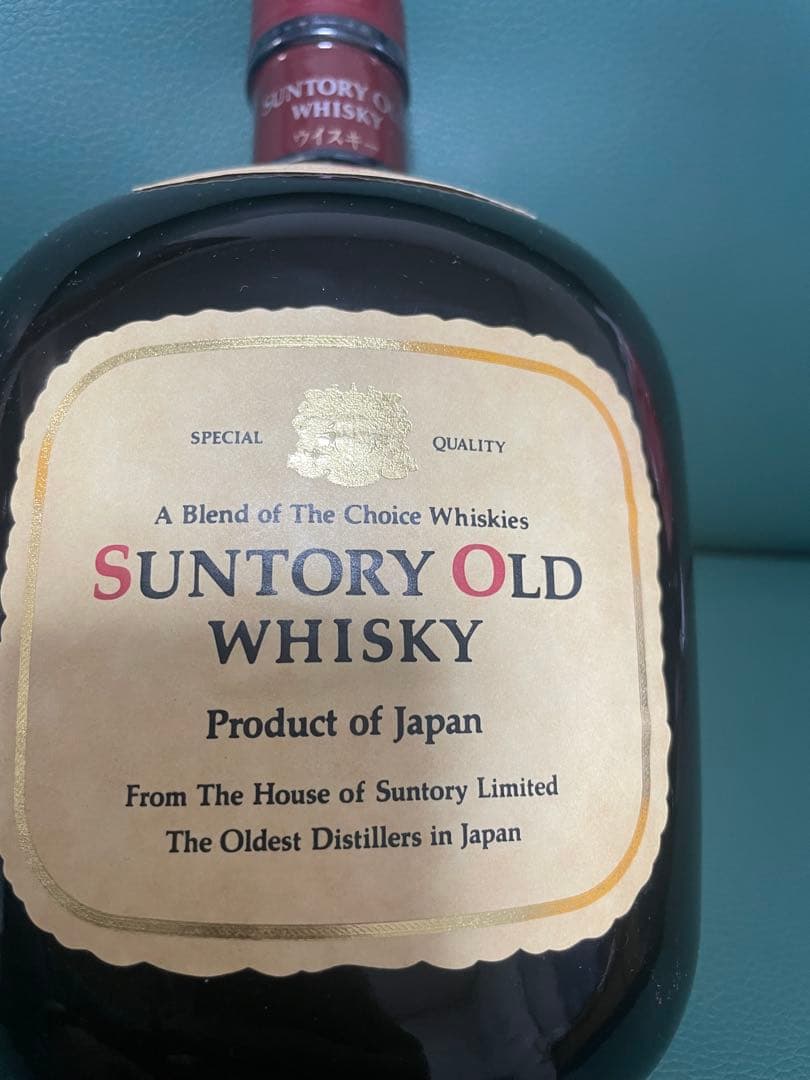 SUNTORY O
WHISKY
ウイスキー
SPECIAL QUALITY
A Blend of The Choice Whiskies
SUNTORY OLD
WHISKY
Product of Japan
From The House of Suntory Limited
The Oldest Distillers in Japan